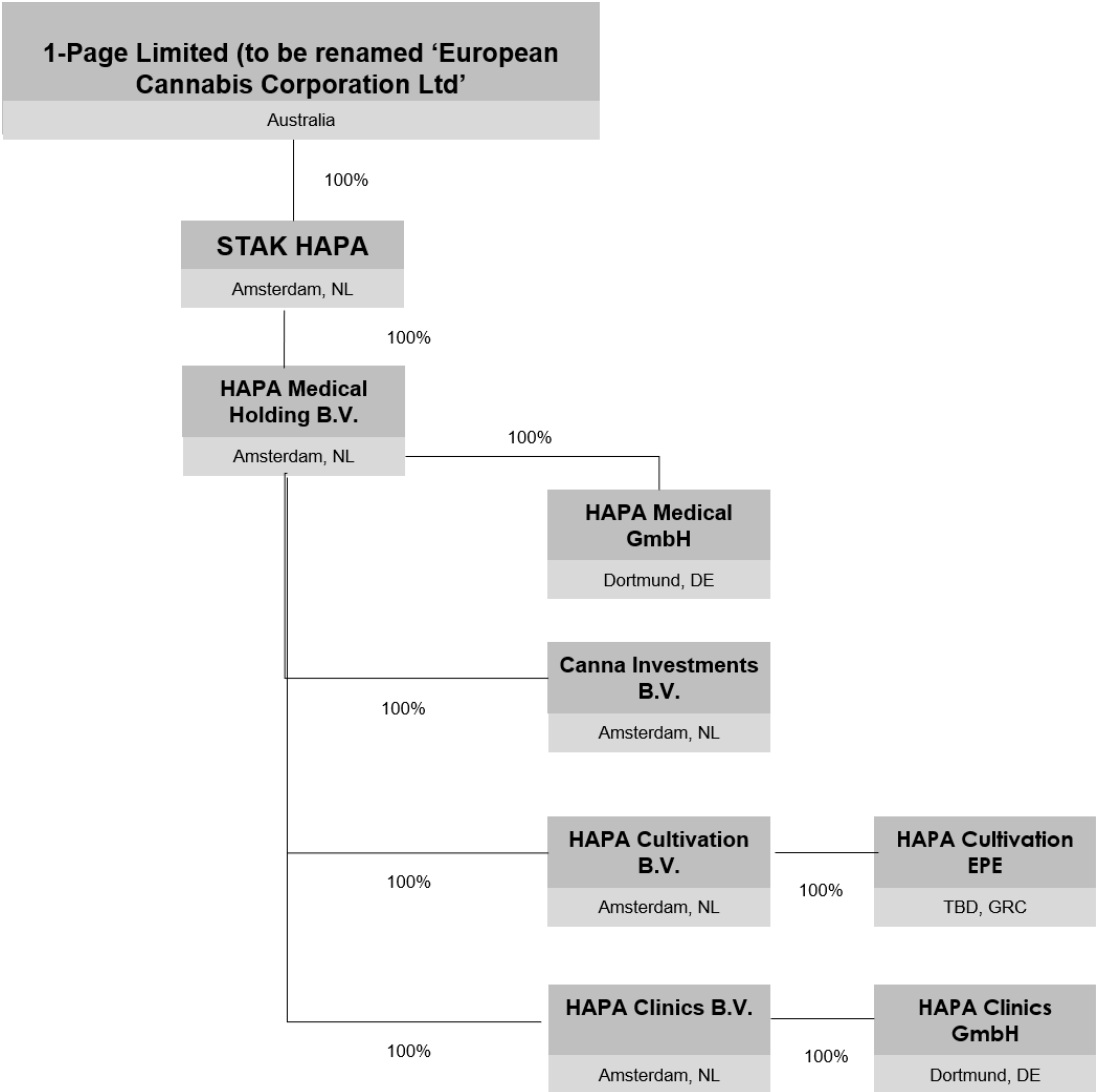 1-Page Limited (to be renamed ‘European
Cannabis Corporation Ltd’
Australia
100%
STAK HAPA
Amsterdam, NL
100%
HAPA Medical
Holding B.V.
Amsterdam, NL
100%
HAPA Medical
GmbH
Dortmund, DE
Canna Investments
B.V.
Amsterdam, NL
100%
HAPA Cultivation
B.V.
Amsterdam, NL
100%
HAPA Cultivation
EPE
TBD, GRC
100%
HAPA Clinics B.V.
Amsterdam, NL
100%
HAPA Clinics
GmbH
Dortmund, DE
100%